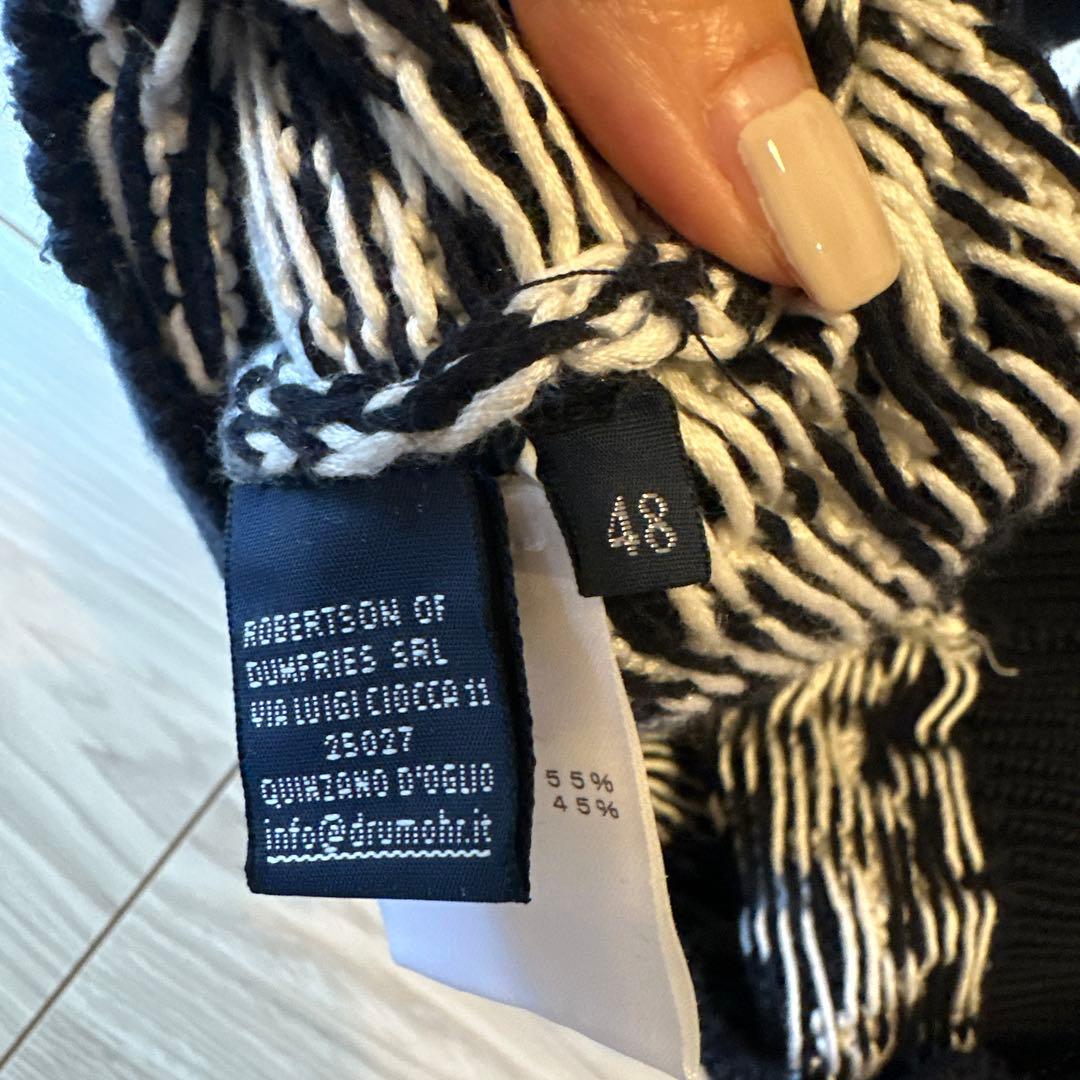 48
ROBERTSON OF
DUMFRIES SRL
VIA LUIGI CIOCCA 11
25027
QUINZANO D'OGLIO
info@drumohr.it
55%
45%